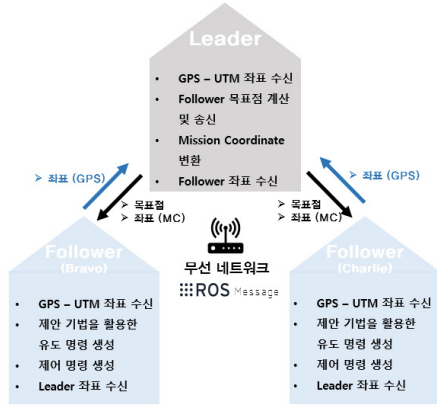 Leader
• GPS – UTM 좌표 수신
• Follower 목표점 계산
및 송신
• Mission Coordinate
변환
• Follower 좌표 수신
➢ 좌표 (GPS)
➢ 목표점
➢ 좌표 (MC)
➢ 좌표 (GPS)
➢ 목표점
➢ 좌표 (MC)
무선 네트워크
ROS Message
Follower
(Bravo)
• GPS – UTM 좌표 수신
• 제안 기법을 활용한
유도 명령 생성
• 제어 명령 생성
• Leader 좌표 수신
Follower
(Charlie)
• GPS – UTM 좌표 수신
• 제안 기법을 활용한
유도 명령 생성
• 제어 명령 생성
• Leader 좌표 수신